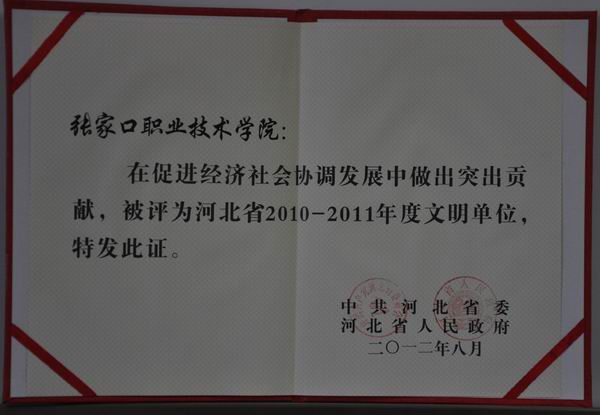 张家口职业技术学院：
在促进经济社会协调发展中做出突出贡
献，被评为河北省2010-2011年度文明单位，
特发此证。
中共河北省委
河北省人民政府
二〇一二年八月